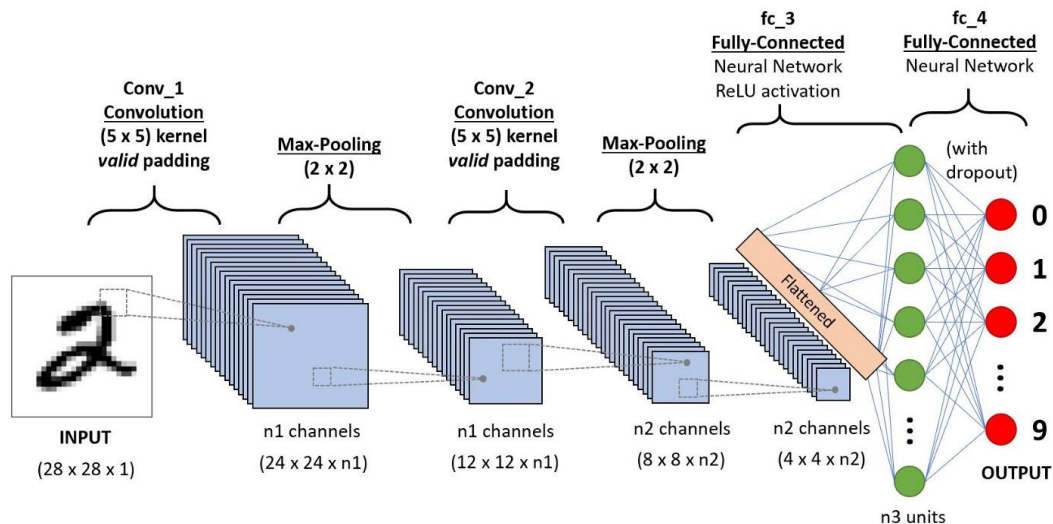 Conv_1
Convolution
(5 x 5) kernel
valid padding
Max-Pooling
(2 x 2)
Conv_2
Convolution
(5 x 5) kernel
valid padding
Max-Pooling
(2 x 2)
fc_3
Fully-Connected
Neural Network
ReLU activation
fc_4
Fully-Connected
Neural Network
(with
dropout)
2
INPUT
(28 x 28 x 1)
n1 channels
(24 x 24 x n1)
n1 channels
(12 x 12 x n1)
n2 channels
(8 x 8 x n2)
n2 channels
(4 x 4 x n2)
Flattened
n3 units
0
1
2
9
OUTPUT